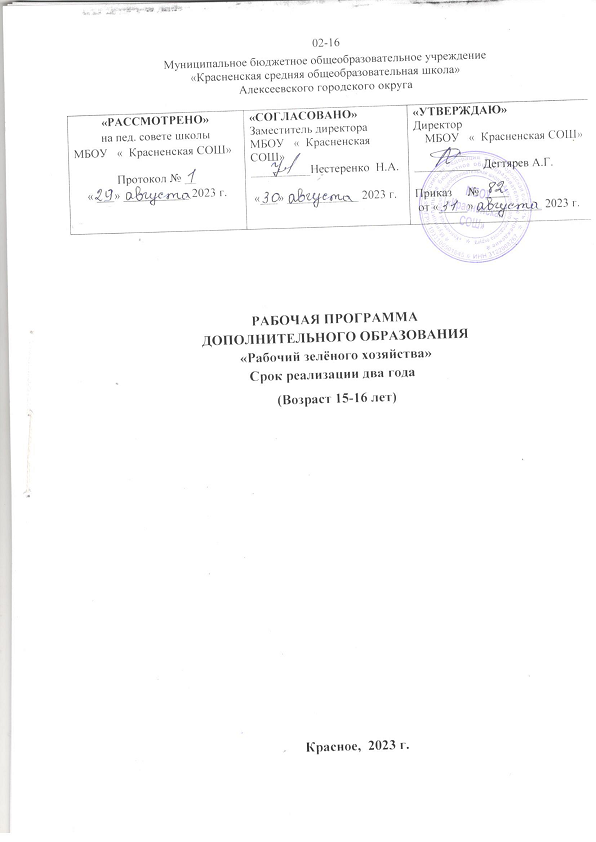 02-16
Муниципальное бюджетное общеобразовательное учреждение
«Красненская средняя общеобразовательная школа»
Алексеевского городского округа
«РАССМОТРЕНО»
на пед. совете школы
МБОУ « Красненская СОШ»
Протокол № 1
«29» августа 2023 г.
«СОГЛАСОВАНО»
Заместитель директора
МБОУ « Красненская
СОШ»
Нестеренко Н.А.
«30» августа 2023 г.
«УТВЕРЖДАЮ»
Директор
МБОУ « Красненская СОШ»
Дегтярев А.Г.
Приказ № 82
от «31» августа 2023 г.
СОШ»
РАБОЧАЯ ПРОГРАММА
ДОПОЛНИТЕЛЬНОГО ОБРАЗОВАНИЯ
«Рабочий зелёного хозяйства»
Срок реализации два года
(Возраст 15-16 лет)
Красное, 2023 г.